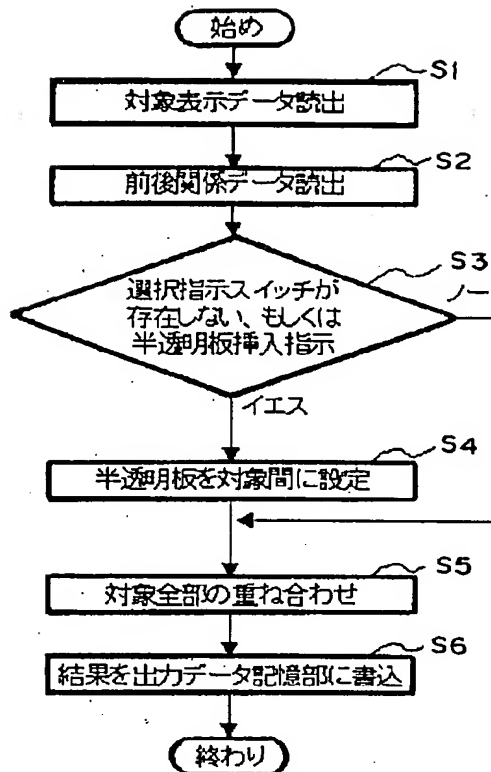 始め
S1
対象表示データ読出
S2
前後関係データ読出
S3
選択指示スイッチが
存在しない、もしくは
半透明板挿入指示
ノー
イエス
S4
半透明板を対象間に設定
S5
対象全部の重ね合わせ
S6
結果を出力データ記憶部に書込
終わり